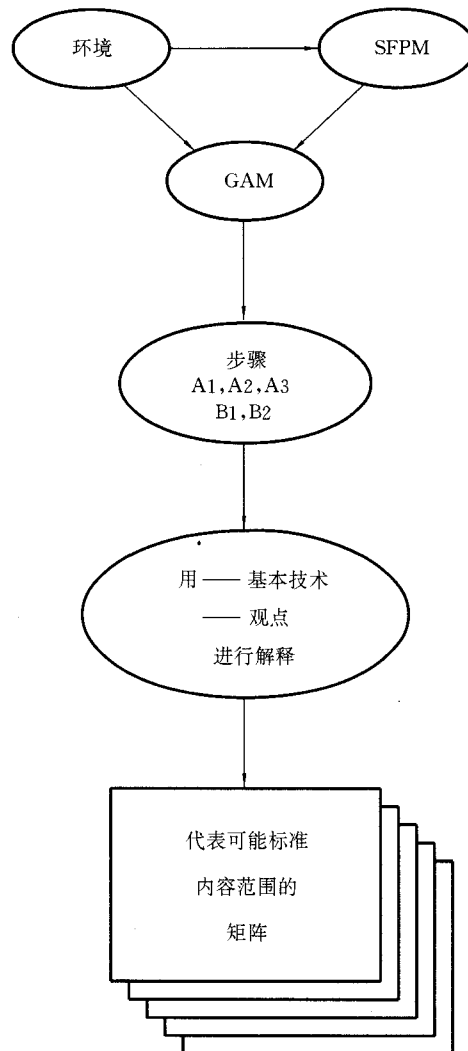 环境
SFPM
GAM
步骤
A1,A2,A3
B1,B2
用 —— 基本技术
—— 观点
进行解释
代表可能标准
内容范围的
矩阵